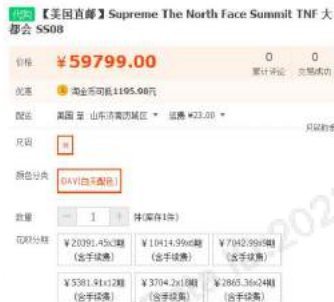 代购 【美国直邮】Supreme The North Face Summit TNF 大
都会 SS08
价格 ¥59799.00 0 0
累计评论 交易成功
优惠 淘金币可抵1195.98元
配送 美国 至 山东济南历城区 运费 ¥23.00
尺码 M
颜色分类 DAY(白天配色)
数量 - 1 + 件(库存1件)
花呗分期 ¥20391.45x3期 ¥10414.99x6期 ¥7042.99x9期
(含手续费) (含手续费) (含手续费)
¥5381.91x12期 ¥3704.2x18期 ¥2865.36x24期
(含手续费) (含手续费) (含手续费)